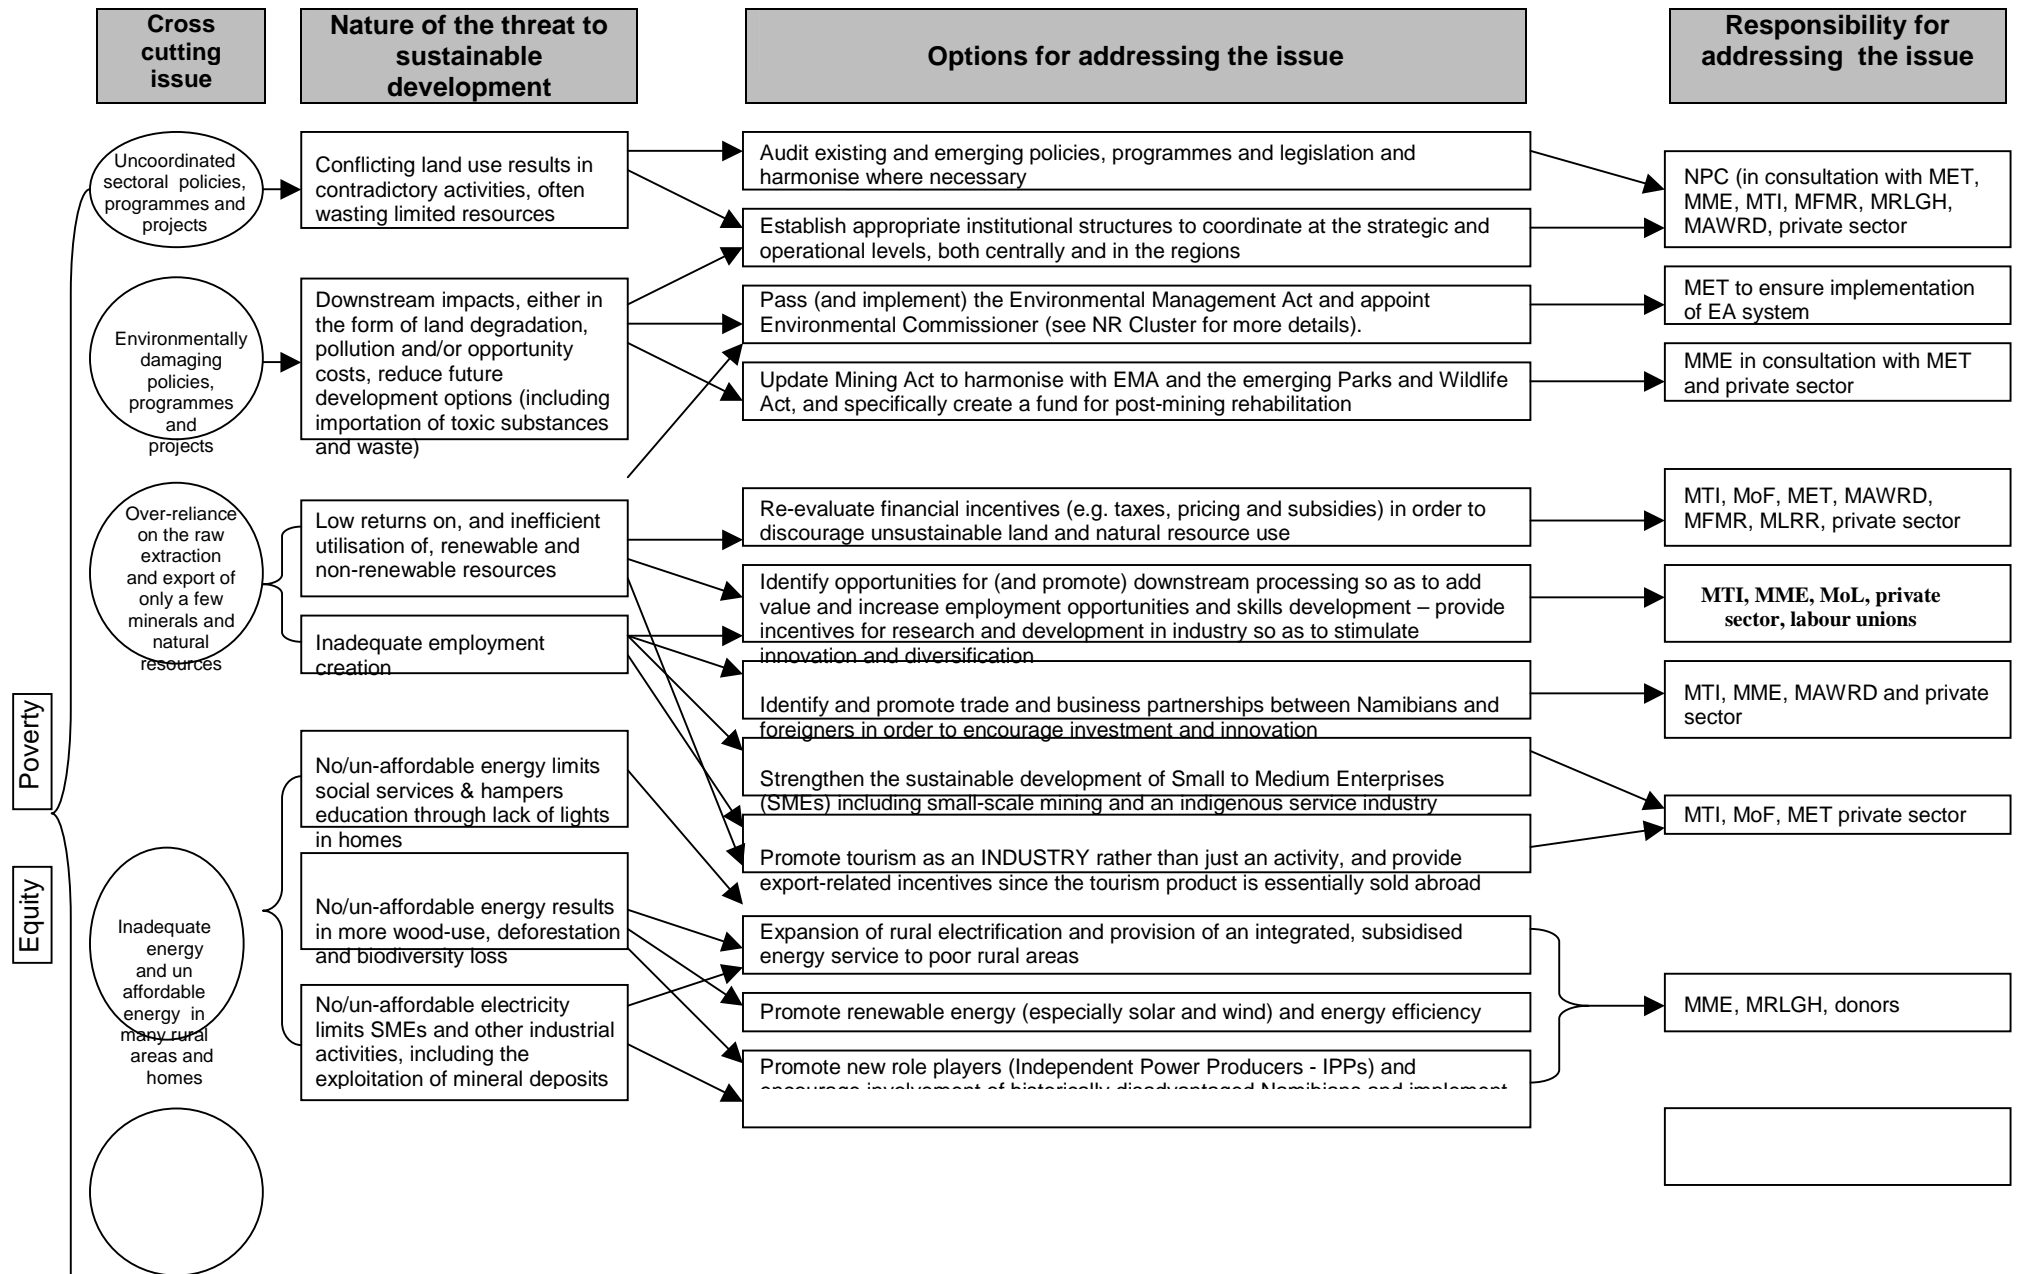 Cross
cutting
issue
Nature of the threat to
sustainable
development
Options for addressing the issue
Responsibility for
addressing the issue
Uncoordinated
sectoral policies,
programmes and
projects
Conflicting land use results in
contradictory activities, often
wasting limited resources
Audit existing and emerging policies, programmes and legislation and
harmonise where necessary
Establish appropriate institutional structures to coordinate at the strategic and
operational levels, both centrally and in the regions
NPC (in consultation with MET,
MME, MTI, MFMR, MRLGH,
MAWRD, private sector
Environmentally
damaging
policies,
programmes
and
projects
Downstream impacts, either in
the form of land degradation,
pollution and/or opportunity
costs, reduce future
development options (including
importation of toxic substances
and waste)
Pass (and implement) the Environmental Management Act and appoint
Environmental Commissioner (see NR Cluster for more details).
MET to ensure implementation
of EA system
Update Mining Act to harmonise with EMA and the emerging Parks and Wildlife
Act, and specifically create a fund for post-mining rehabilitation
MME in consultation with MET
and private sector
Over-reliance
on the raw
extraction
and export of
only a few
minerals and
natural
resources
Low returns on, and inefficient
utilisation of, renewable and
non-renewable resources
Inadequate employment
creation
Re-evaluate financial incentives (e.g. taxes, pricing and subsidies) in order to
discourage unsustainable land and natural resource use
MTI, MoF, MET, MAWRD,
MFMR, MLRR, private sector
Identify opportunities for (and promote) downstream processing so as to add
value and increase employment opportunities and skills development – provide
incentives for research and development in industry so as to stimulate
innovation and diversification
MTI, MME, MoL, private
sector, labour unions
Identify and promote trade and business partnerships between Namibians and
foreigners in order to encourage investment and innovation
MTI, MME, MAWRD and private
sector
Strengthen the sustainable development of Small to Medium Enterprises
(SMEs) including small-scale mining and an indigenous service industry
Promote tourism as an INDUSTRY rather than just an activity, and provide
export-related incentives since the tourism product is essentially sold abroad
MTI, MoF, MET private sector
Poverty
Equity
Inadequate
energy
and un
affordable
energy in
many rural
areas and
homes
No/un-affordable energy limits
social services & hampers
education through lack of lights
in homes
No/un-affordable energy results
in more wood-use, deforestation
and biodiversity loss
No/un-affordable electricity
limits SMEs and other industrial
activities, including the
exploitation of mineral deposits
Expansion of rural electrification and provision of an integrated, subsidised
energy service to poor rural areas
Promote renewable energy (especially solar and wind) and energy efficiency
Promote new role players (Independent Power Producers - IPPs) and
encourage involvement of historically disadvantaged Namibians and implement
MME, MRLGH, donors